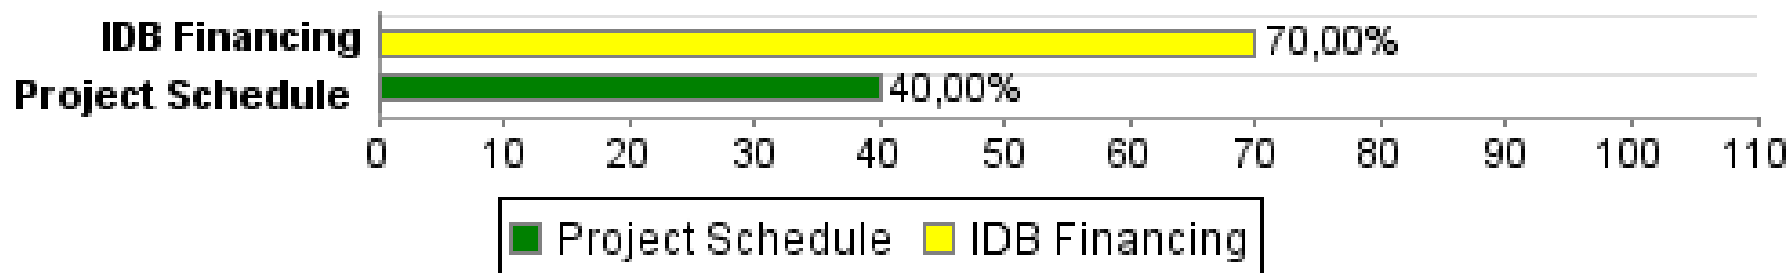 IDB Financing
70,00%
Project Schedule
40,00%
0 10 20 30 40 50 60 70 80 90 100 110
Project Schedule IDB Financing